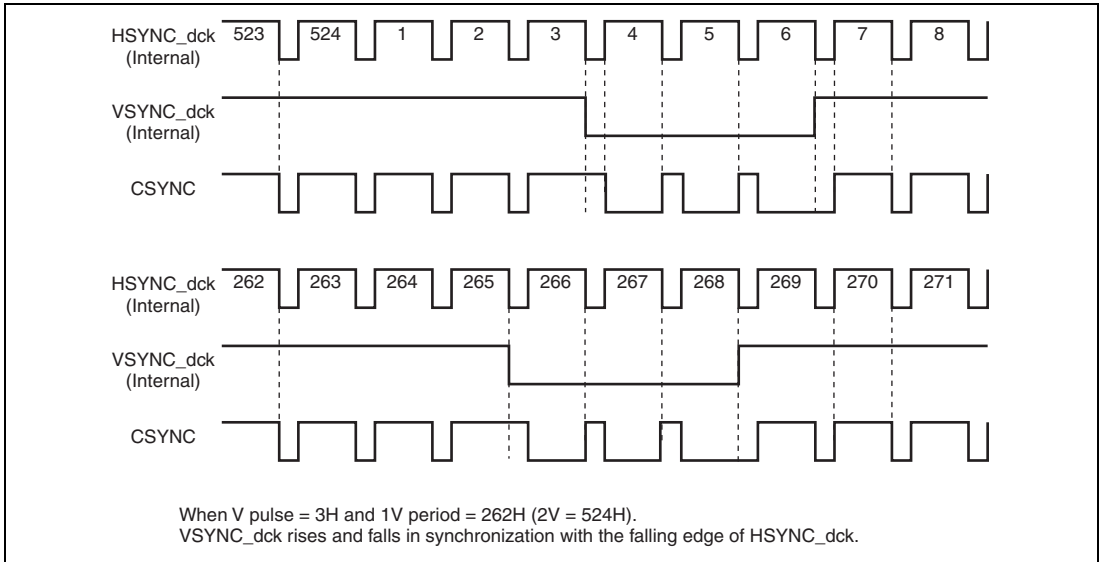 HSYNC_dck 523 524 1 2 3 4 5 6 7 8
(Internal)
VSYNC_dck
(Internal)
CSYNC
HSYNC_dck 262 263 264 265 266 267 268 269 270 271
(Internal)
VSYNC_dck
(Internal)
CSYNC
When V pulse = 3H and 1V period = 262H (2V = 524H).
VSYNC_dck rises and falls in synchronization with the falling edge of HSYNC_dck.